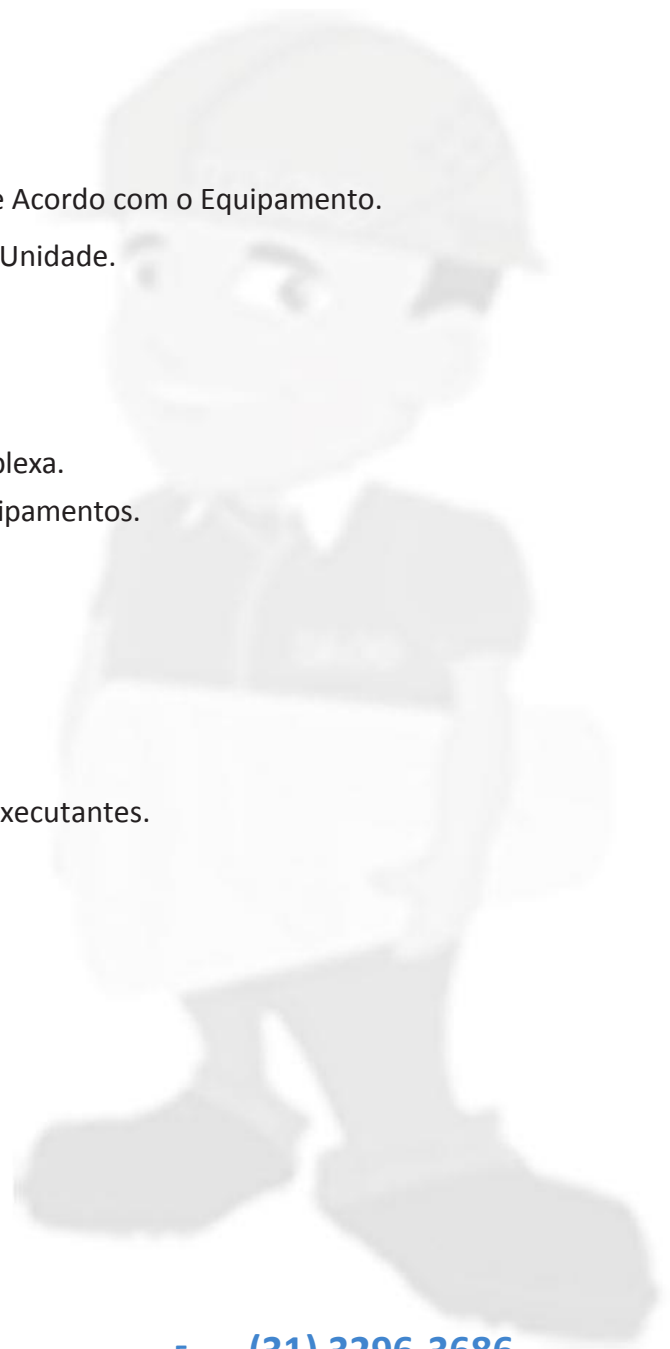 e Acordo com o Equipamento.
Unidade.
plexa.
ipamentos.
xecutantes.
- (31) 3296-3686